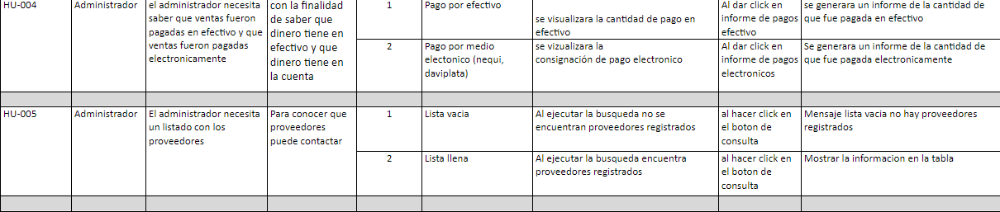 HU-004
Administrador
el administrador necesita
saber que ventas fueron
pagadas en efectivo y que
ventas fueron pagadas
electronicamente
con la finalidad
de saber que
dinero tiene en
efectivo y que
dinero tiene en
la cuenta
1
Pago por efectivo
se visualizara la cantidad de pago en
efectivo
Al dar click en
informe de pagos
efectivo
se generara un informe de la cantidad de
que fue pagada en efectivo
2
Pago por medio
electonico (nequi,
daviplata)
se vizualizara la
consignación de pago electronico
Al dar click en
informe de pagos
electronicos
Se generara un informe de la cantidad de
que fue pagada electronicamente
HU-005
Administrador
El administrador necesita
un listado con los
proveedores
Para conocer que
proveedores
puede contactar
1
Lista vacia
Al ejecutar la busqueda no se
encuentran proveedores registrados
al hacer click en
el boton de
consulta
Mensaje lista vacia no hay proveedores
registrados
2
Lista llena
Al ejecutar la busqueda encuentra
proveedores registrados
al hacer click en
el boton de
consulta
Mostrar la informacion en la tabla